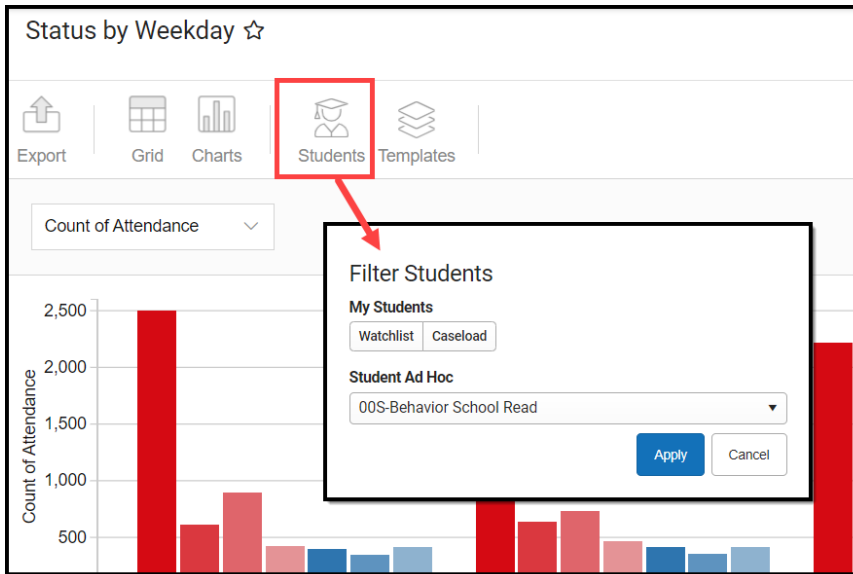 Status by Weekday
Export Grid Charts Students Templates
Count of Attendance
Filter Students
My Students
Watchlist Caseload
Student Ad Hoc
00S-Behavior School Read
Apply Cancel
Count of Attendance
2,500
2,000
1,500
1,000
500